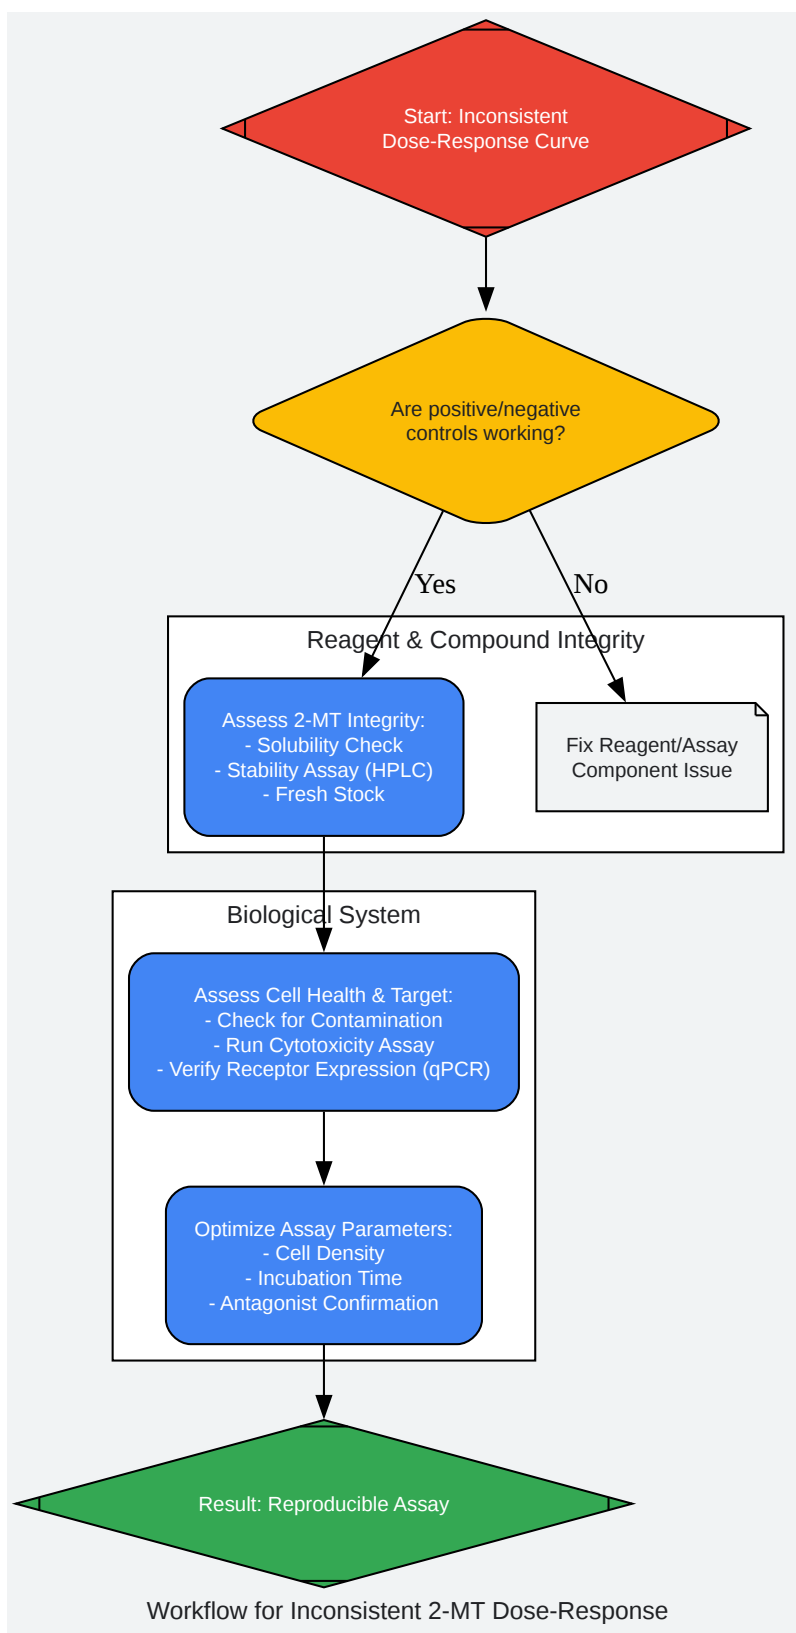 Start: Inconsistent
Dose-Response Curve
Are positive/negative
controls working?
Yes
No
Reagent & Compound Integrity
Assess 2-MT Integrity:
- Solubility Check
- Stability Assay (HPLC)
- Fresh Stock
Fix Reagent/Assay
Component Issue
Biological System
Assess Cell Health & Target:
- Check for Contamination
- Run Cytotoxicity Assay
- Verify Receptor Expression (qPCR)
Optimize Assay Parameters:
- Cell Density
- Incubation Time
- Antagonist Confirmation
Result: Reproducible Assay
Workflow for Inconsistent 2-MT Dose-Response